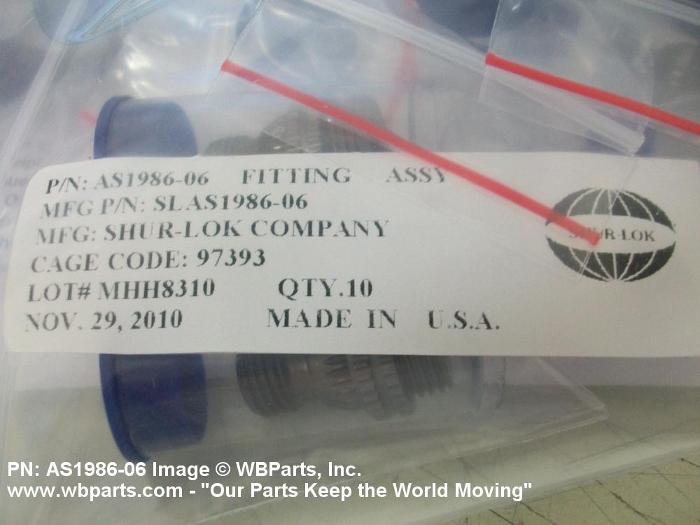 P/N: AS1986-06 FITTING ASSY
MFG P/N: SLAS1986-06
MFG: SHUR-LOK COMPANY
CAGE CODE: 97393
LOT# MHH8310 QTY.10
NOV. 29, 2010 MADE IN U.S.A.
SHUR-LOK
PN: AS1986-06 Image © WBParts, Inc.
www.wbparts.com - "Our Parts Keep the World Moving"